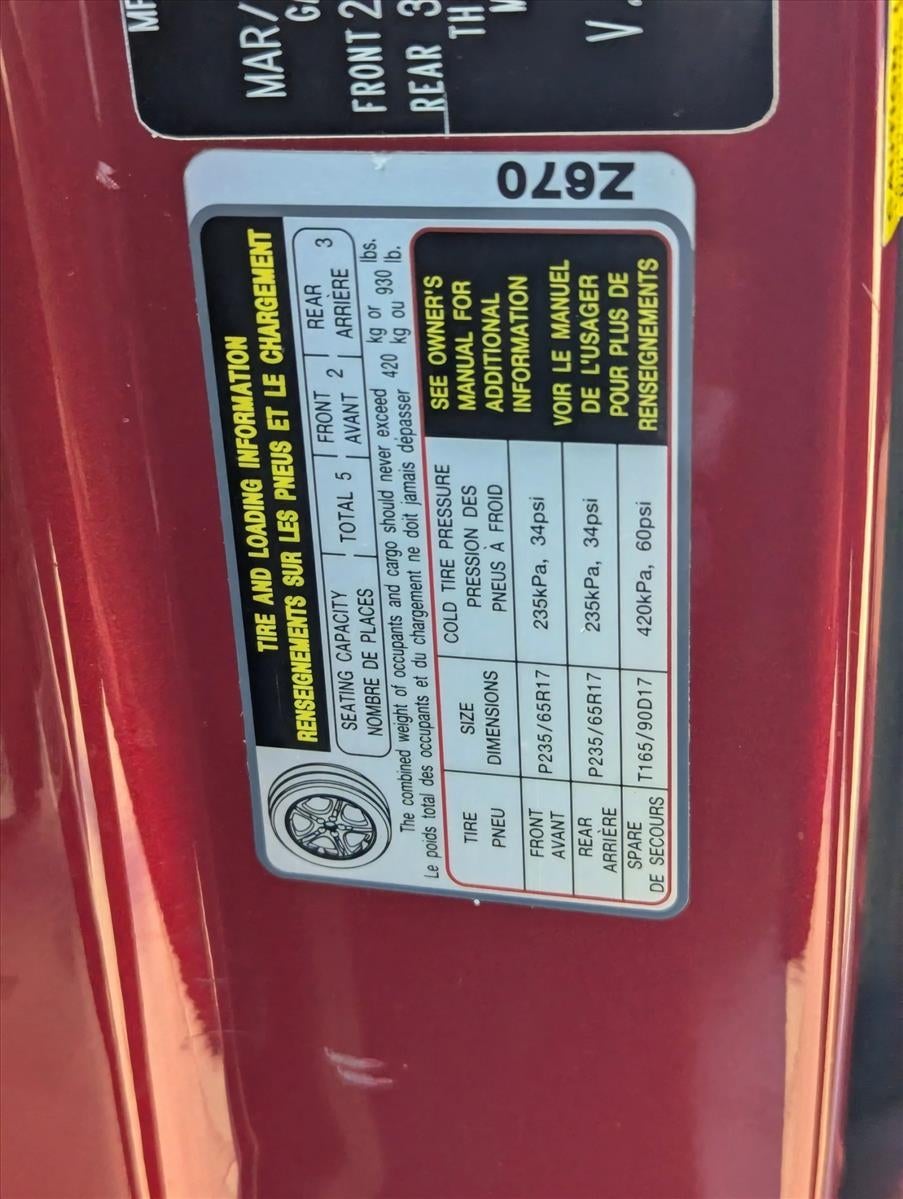 MAR/
FRONT 2
REAR 3
TH
V
Z670
TIRE AND LOADING INFORMATION
RENSEIGNEMENTS SUR LES PNEUS ET LE CHARGEMENT
SEATING CAPACITY TOTAL 5 FRONT 2 REAR 3
NOMBRE DE PLACES AVANT ARRIÈRE
The combined weight of occupants and cargo should never exceed 420 kg or 930 lbs.
Le poids total des occupants et du chargement ne doit jamais dépasser kg ou lb.
TIRE SIZE COLD TIRE PRESSURE
PNEU DIMENSIONS PRESSION DES
PNEUS À FROID
FRONT P235/65R17 235kPa, 34psi
AVANT
REAR P235/65R17 235kPa, 34psi
ARRIÈRE
SPARE T165/90D17 420kPa, 60psi
DE SECOURS
SEE OWNER'S
MANUAL FOR
ADDITIONAL
INFORMATION
VOIR LE MANUEL
DE L'USAGER
POUR PLUS DE
RENSEIGNEMENTS